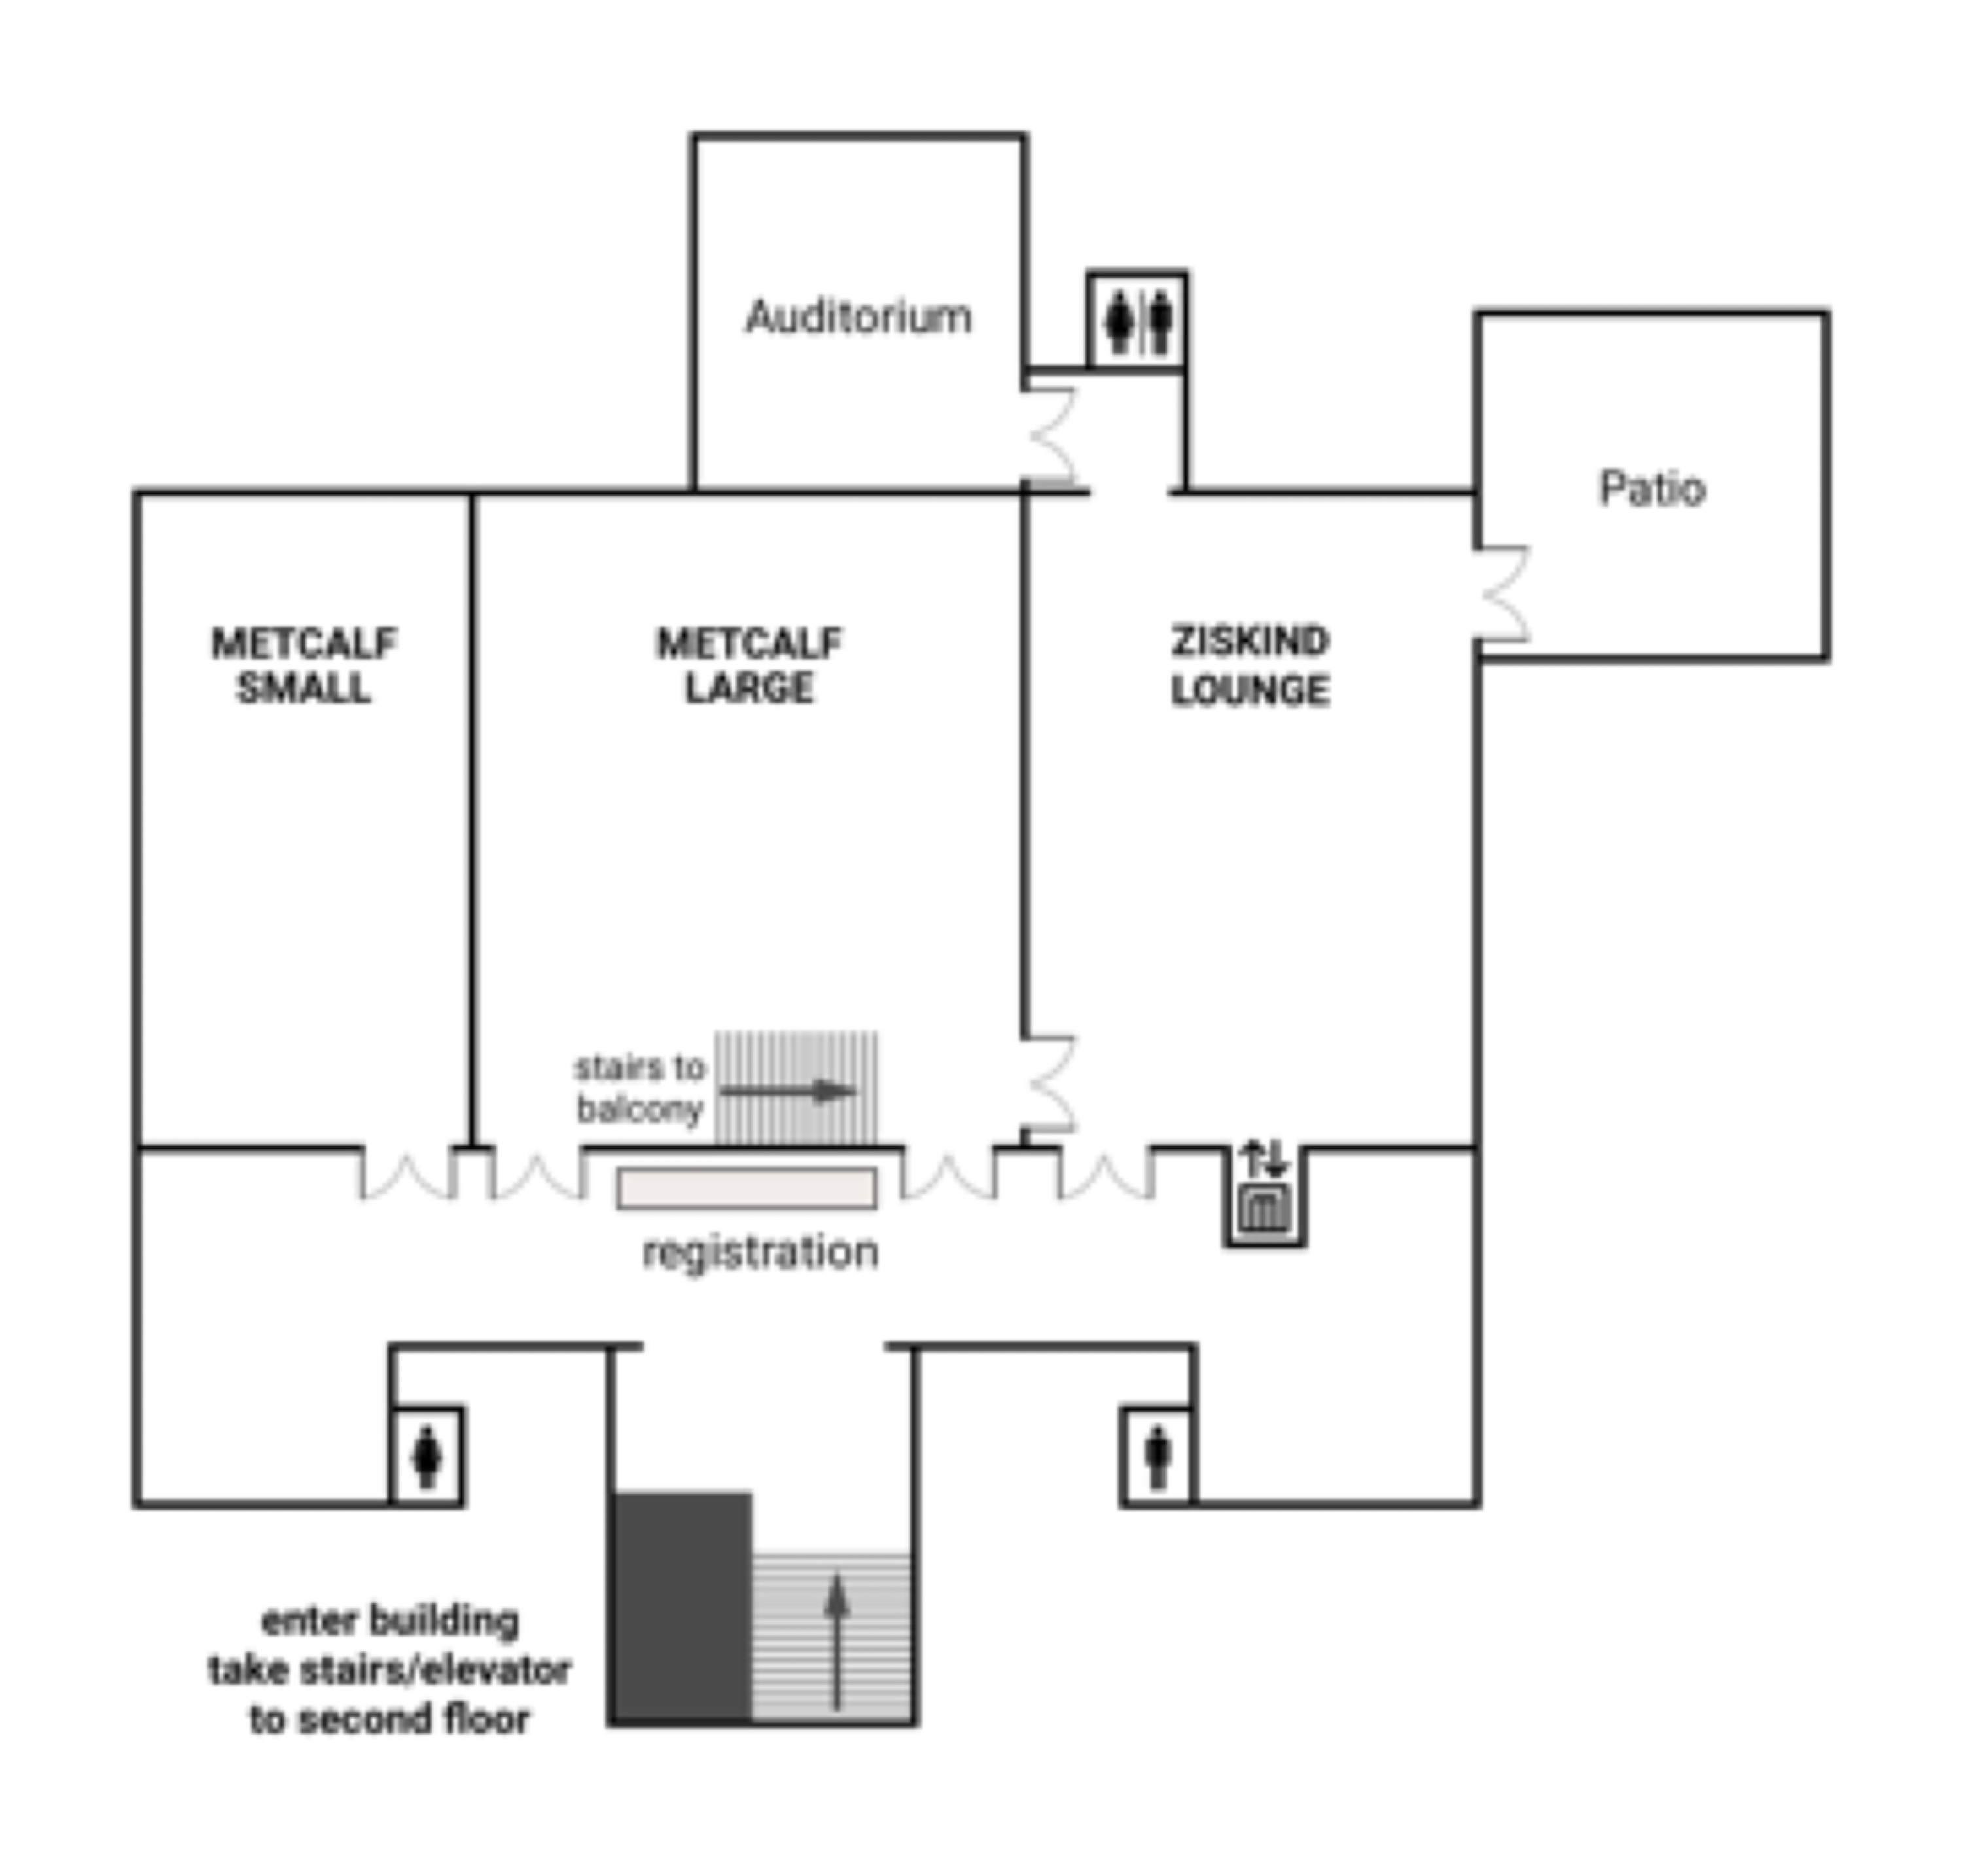 Auditorium
Patio
METCALF
SMALL
METCALF
LARGE
ZISKIND
LOUNGE
stairs to
balcony
registration
enter building
take stairs/elevator
to second floor